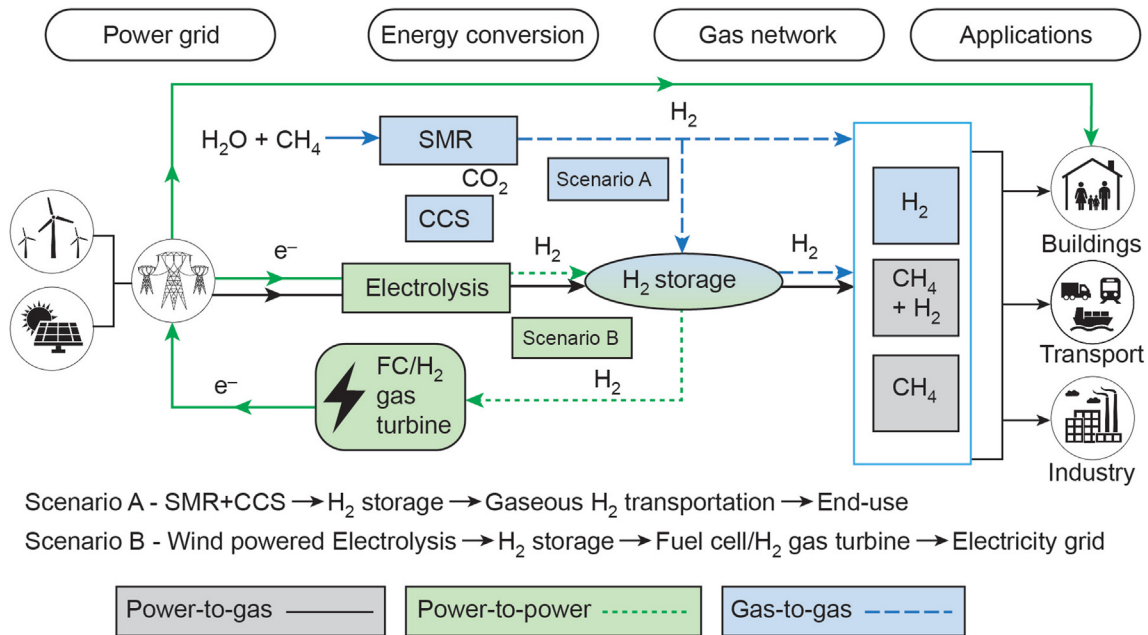 Power grid
Energy conversion
Gas network
Applications
H₂
H₂O + CH₄
SMR
CO₂
Scenario A
CCS
H₂
Buildings
e⁻
H₂
H₂
Electrolysis
H₂ storage
CH₄
+ H₂
Scenario B
Transport
e⁻
FC/H₂
gas
turbine
H₂
CH₄
Industry
Scenario A - SMR+CCS → H₂ storage → Gaseous H₂ transportation → End-use
Scenario B - Wind powered Electrolysis → H₂ storage → Fuel cell/H₂ gas turbine → Electricity grid
Power-to-gas
Power-to-power
Gas-to-gas